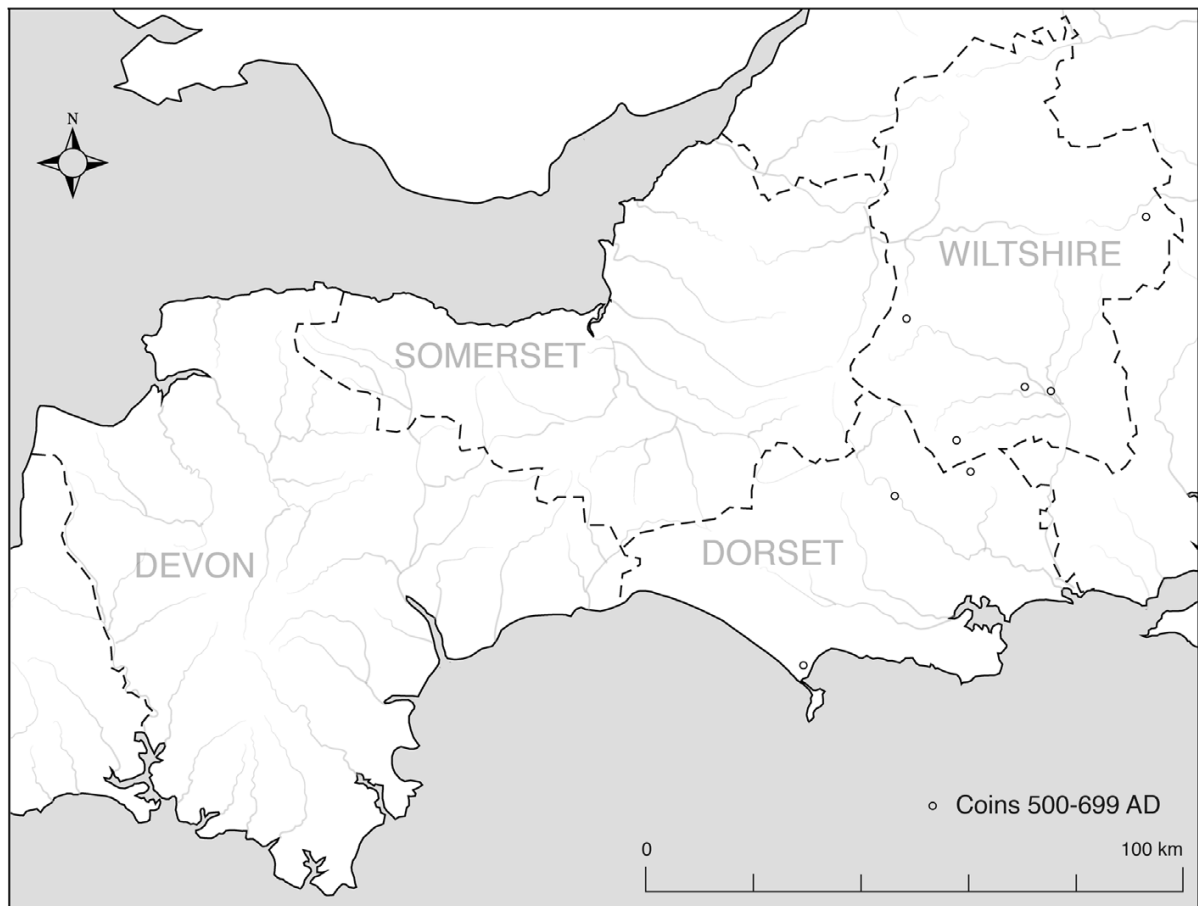 N
WILTSHIRE
SOMERSET
DORSET
DEVON
Coins 500-699 AD
0 100 km